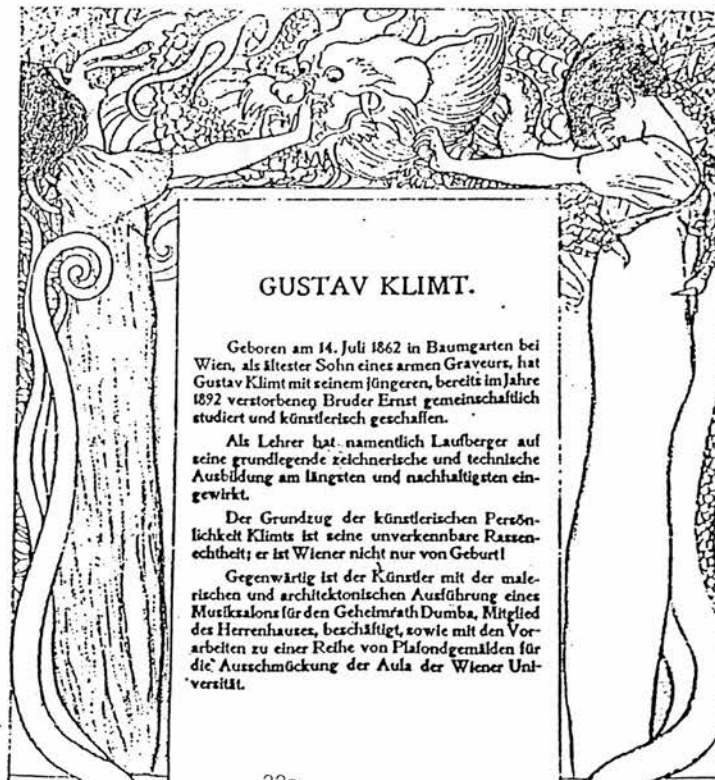 GUSTAV KLIMT.
Geboren am 14. Juli 1862 in Baumgarten bei
Wien, als ältester Sohn eines armen Graveurs, hat
Gustav Klimt mit seinem jüngeren, bereits im Jahre
1892 verstorbenen Bruder Ernst gemeinschaftlich
studiert und künstlerisch geschaffen.
Als Lehrer hat namentlich Laufberger auf
seine grundlegende zeichnerische und technische
Ausbildung am längsten und nachhaltigsten ein-
gewirkt.
Der Grundzug der künstlerischen Persön-
lichkeit Klimts ist seine unverkennbare Rassen-
echtheit; er ist Wiener nicht nur von Geburt!
Gegenwärtig ist der Künstler mit der male-
rischen und architektonischen Ausführung eines
Musiksalons für den Geheimrath Dumba, Mitglied
des Herrenhauses, beschäftigt, sowie mit den Vor-
arbeiten zu einer Reihe von Plafondgemälden für
die Ausschmückung der Aula der Wiener Uni-
versität.